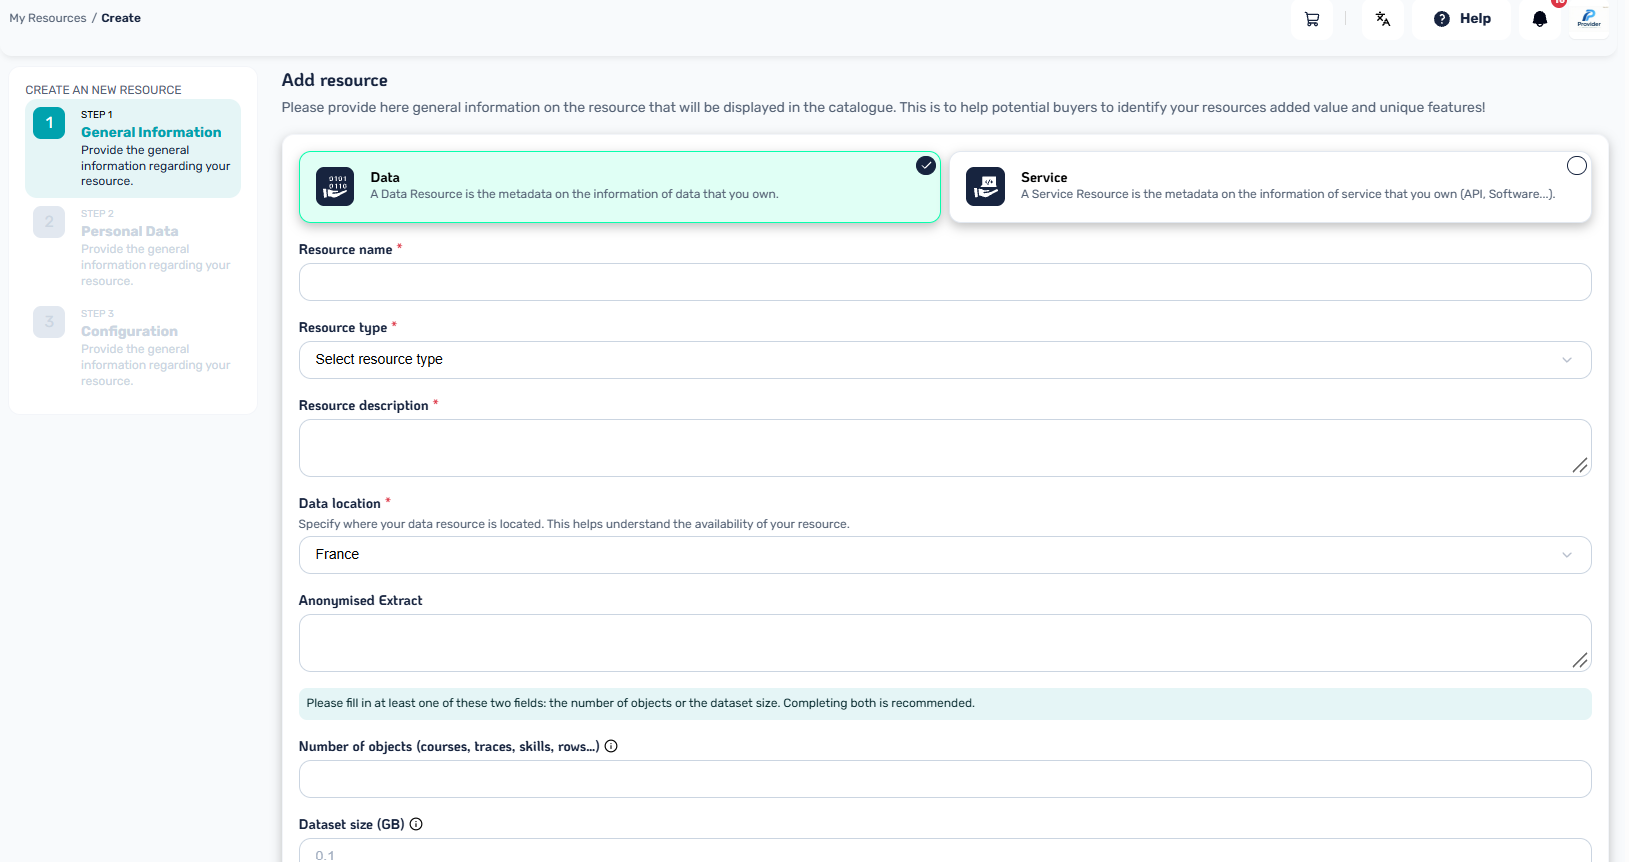 My Resources / Create
Help
Provider
CREATE AN NEW RESOURCE
1
STEP 1
General Information
Provide the general
information regarding your
resource.
2
STEP 2
Personal Data
Provide the general
information regarding your
resource.
3
STEP 3
Configuration
Provide the general
information regarding your
resource.
Add resource
Please provide here general information on the resource that will be displayed in the catalogue. This is to help potential buyers to identify your resources added value and unique features!
0101
0110
Data
A Data Resource is the metadata on the information of data that you own.
Service
A Service Resource is the metadata on the information of service that you own (API, Software...).
Resource name *
Resource type *
Select resource type
Resource description *
Data location *
Specify where your data resource is located. This helps understand the availability of your resource.
France
Anonymised Extract
Please fill in at least one of these two fields: the number of objects or the dataset size. Completing both is recommended.
Number of objects (courses, traces, skills, rows...)
Dataset size (GB)
0.1